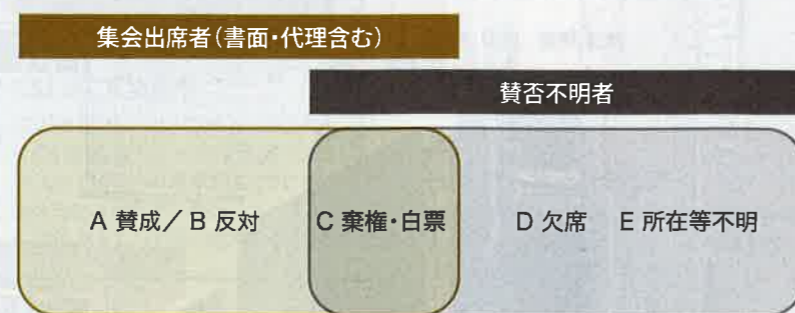 集会出席者(書面・代理含む)
賛否不明者
A 賛成/B 反対 C 棄権・白票 D 欠席 E 所在等不明